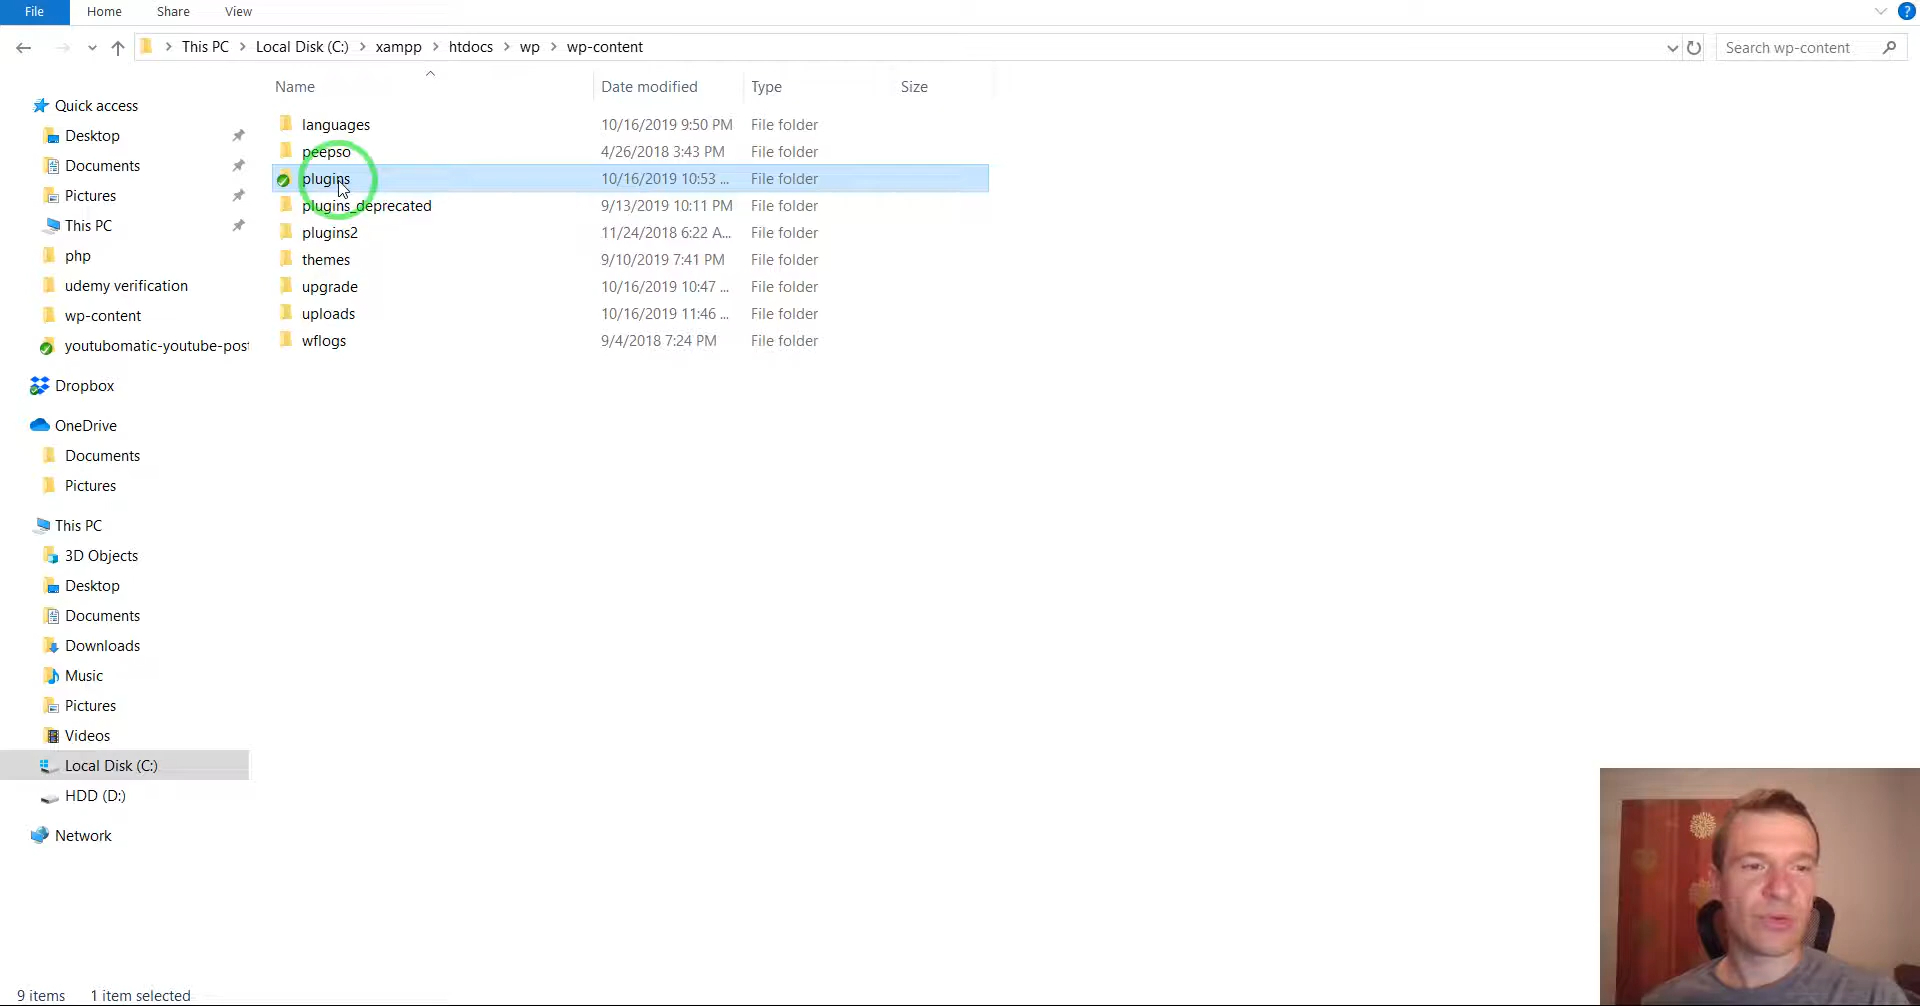 File Home Share View
This PC Local Disk (C:) xampp htdocs wp wp-content
Search wp-content
Name Date modified Type Size
Quick access
Desktop
Documents
Pictures
This PC
php
udemy verification
wp-content
youtubomatic-youtube-post
Dropbox
OneDrive
Documents
Pictures
This PC
3D Objects
Desktop
Documents
Downloads
Music
Pictures
Videos
Local Disk (C:)
HDD (D:)
Network
languages 10/16/2019 9:50 PM File folder
peepso 4/26/2018 3:43 PM File folder
plugins 10/16/2019 10:53 ... File folder
plugins_deprecated 9/13/2019 10:11 PM File folder
plugins2 11/24/2018 6:22 A... File folder
themes 9/10/2019 7:41 PM File folder
upgrade 10/16/2019 10:47 ... File folder
uploads 10/16/2019 11:46 ... File folder
wflogs 9/4/2018 7:24 PM File folder
9 items 1 item selected